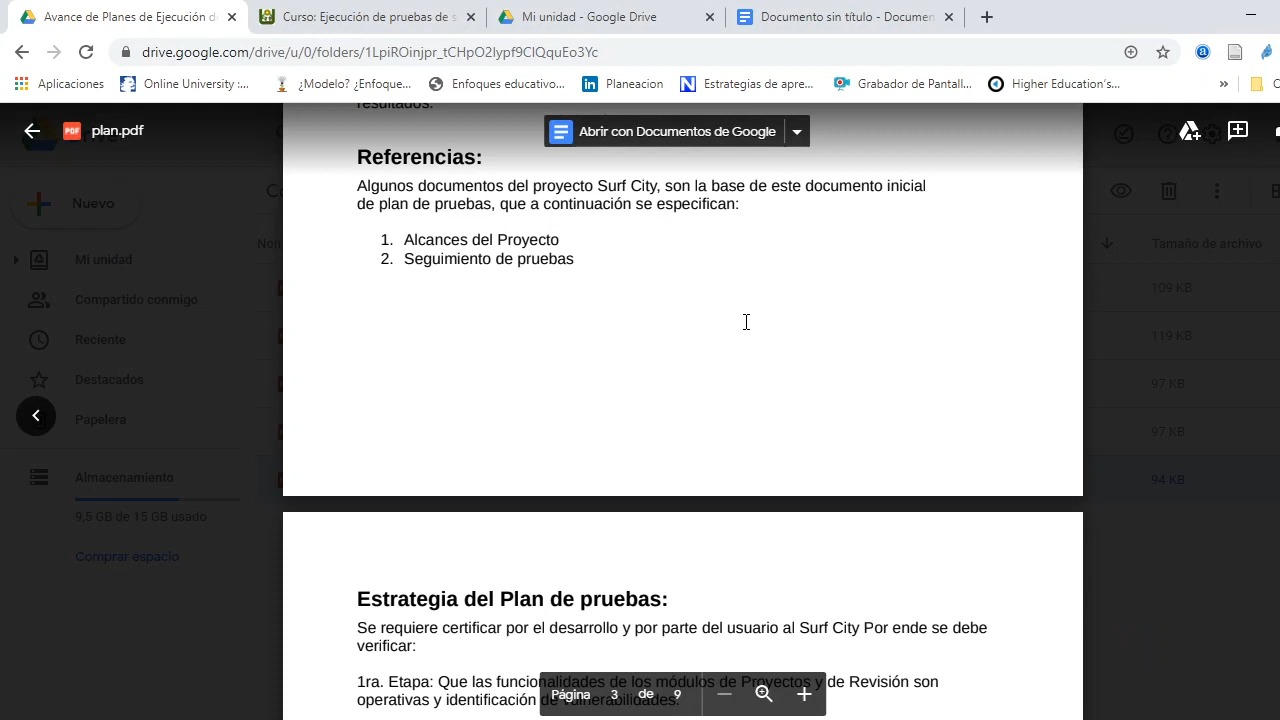 Avance de Planes de Ejecución d
Curso: Ejecución de pruebas de
Mi unidad - Google Drive
Documento sin título - Documen
drive.google.com/drive/u/0/folders/1LpiROinjpr_tCHpO2lypf9ClQquEo3Yc
Aplicaciones
Online University :...
¿Modelo? ¿Enfoque...
Enfoques educativo...
Planeacion
Estrategias de apre...
Grabador de Pantall...
Higher Education's...
»
resultados.
PDF
plan.pdf
Abrir con Documentos de Google
Nuevo
Mi unidad
Compartido conmigo
Reciente
Destacados
Papelera
Almacenamiento
9,5 GB de 15 GB usado
Comprar espacio
Tamaño de archivo
109 KB
119 KB
97 KB
97 KB
94 KB
Referencias:
Algunos documentos del proyecto Surf City, son la base de este documento inicial
de plan de pruebas, que a continuación se especifican:
1. Alcances del Proyecto
2. Seguimiento de pruebas
Estrategia del Plan de pruebas:
Se requiere certificar por el desarrollo y por parte del usuario al Surf City Por ende se debe
verificar:
1ra. Etapa: Que las funcionalidades de los módulos de Proyectos y de Revisión son
operativas y identificación de vulnerabilidades.
Página 3 de 9